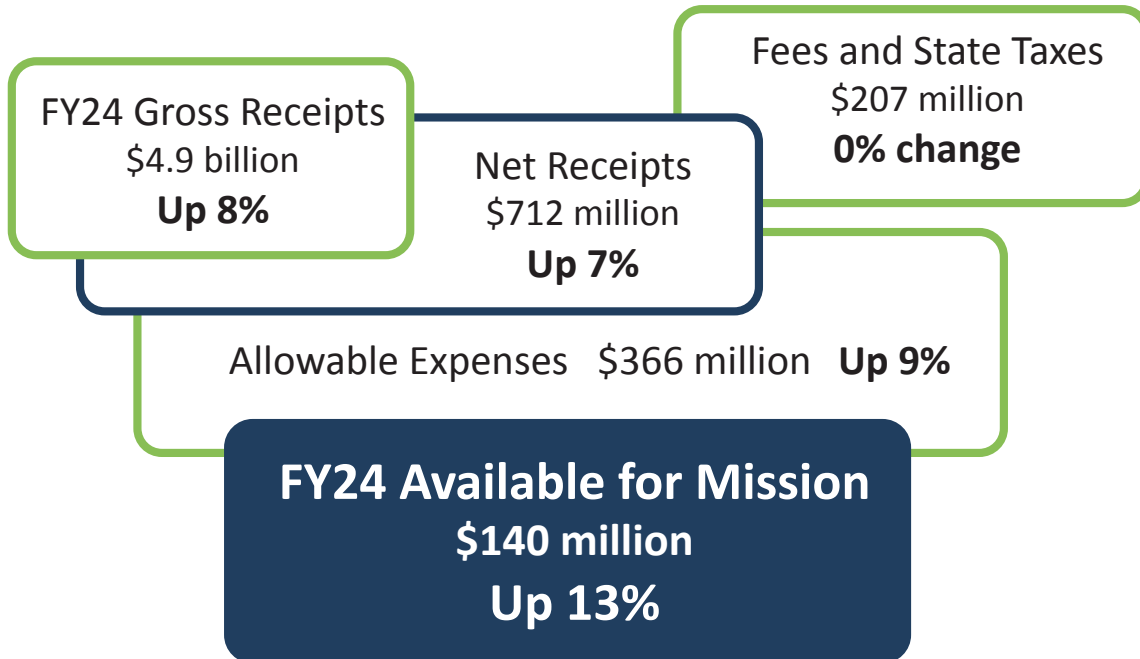 FY24 Gross Receipts
$4.9 billion
Up 8%
Net Receipts
$712 million
Up 7%
Fees and State Taxes
$207 million
0% change
Allowable Expenses $366 million Up 9%
FY24 Available for Mission
$140 million
Up 13%